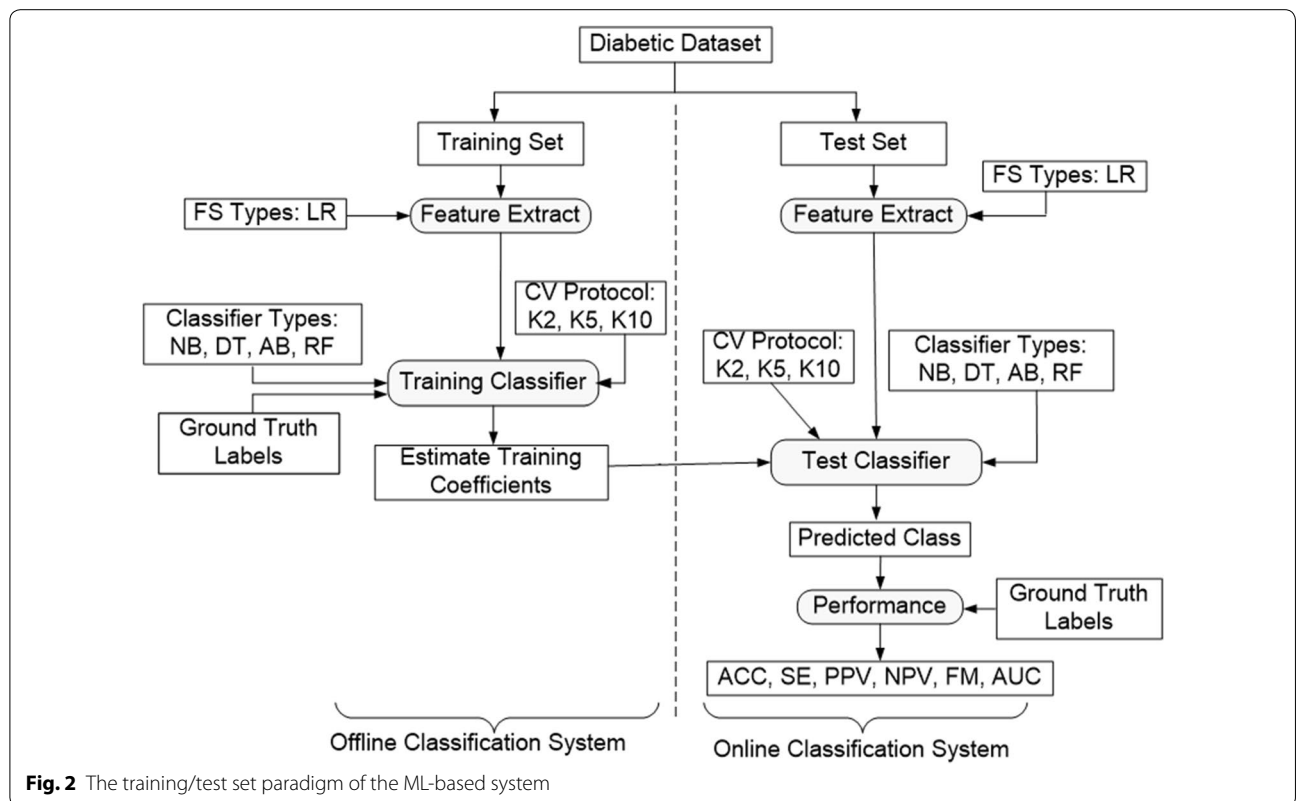 Diabetic Dataset
Training Set
Test Set
FS Types: LR
FS Types: LR
Feature Extract
Feature Extract
CV Protocol:
K2, K5, K10
Classifier Types:
NB, DT, AB, RF
CV Protocol:
K2, K5, K10
Classifier Types:
NB, DT, AB, RF
Training Classifier
Ground Truth
Labels
Estimate Training
Coefficients
Test Classifier
Predicted Class
Performance
Ground Truth
Labels
ACC, SE, PPV, NPV, FM, AUC
Offline Classification System
Online Classification System
Fig. 2 The training/test set paradigm of the ML-based system